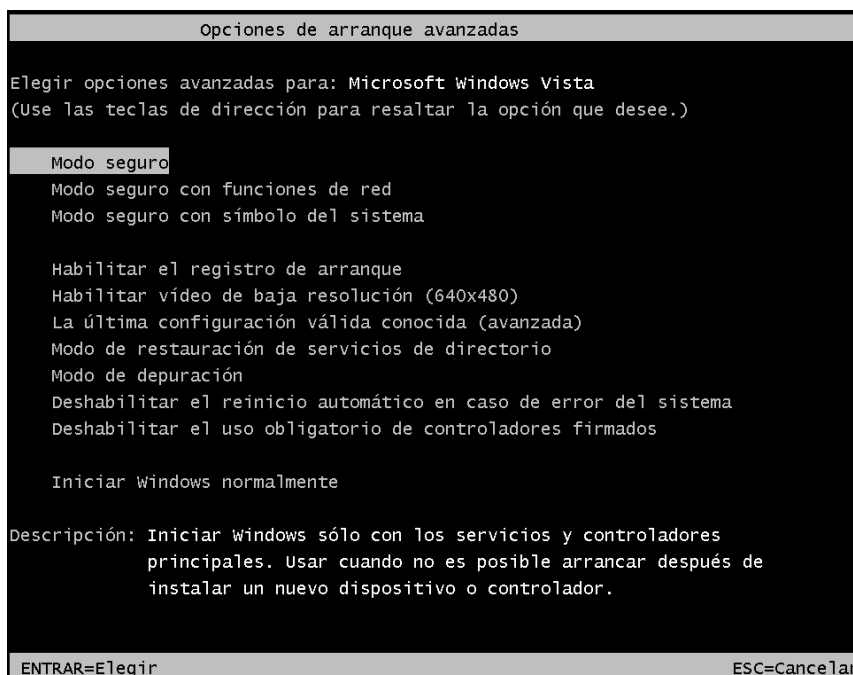 Opciones de arranque avanzadas
Elegir opciones avanzadas para: Microsoft Windows Vista
(Use las teclas de dirección para resaltar la opción que desee.)
Modo seguro
Modo seguro con funciones de red
Modo seguro con símbolo del sistema
Habilitar el registro de arranque
Habilitar vídeo de baja resolución (640x480)
La última configuración válida conocida (avanzada)
Modo de restauración de servicios de directorio
Modo de depuración
Deshabilitar el reinicio automático en caso de error del sistema
Deshabilitar el uso obligatorio de controladores firmados
Iniciar Windows normalmente
Descripción: Iniciar Windows sólo con los servicios y controladores
principales. Usar cuando no es posible arrancar después de
instalar un nuevo dispositivo o controlador.
ENTRAR=Elegir ESC=Cancelar